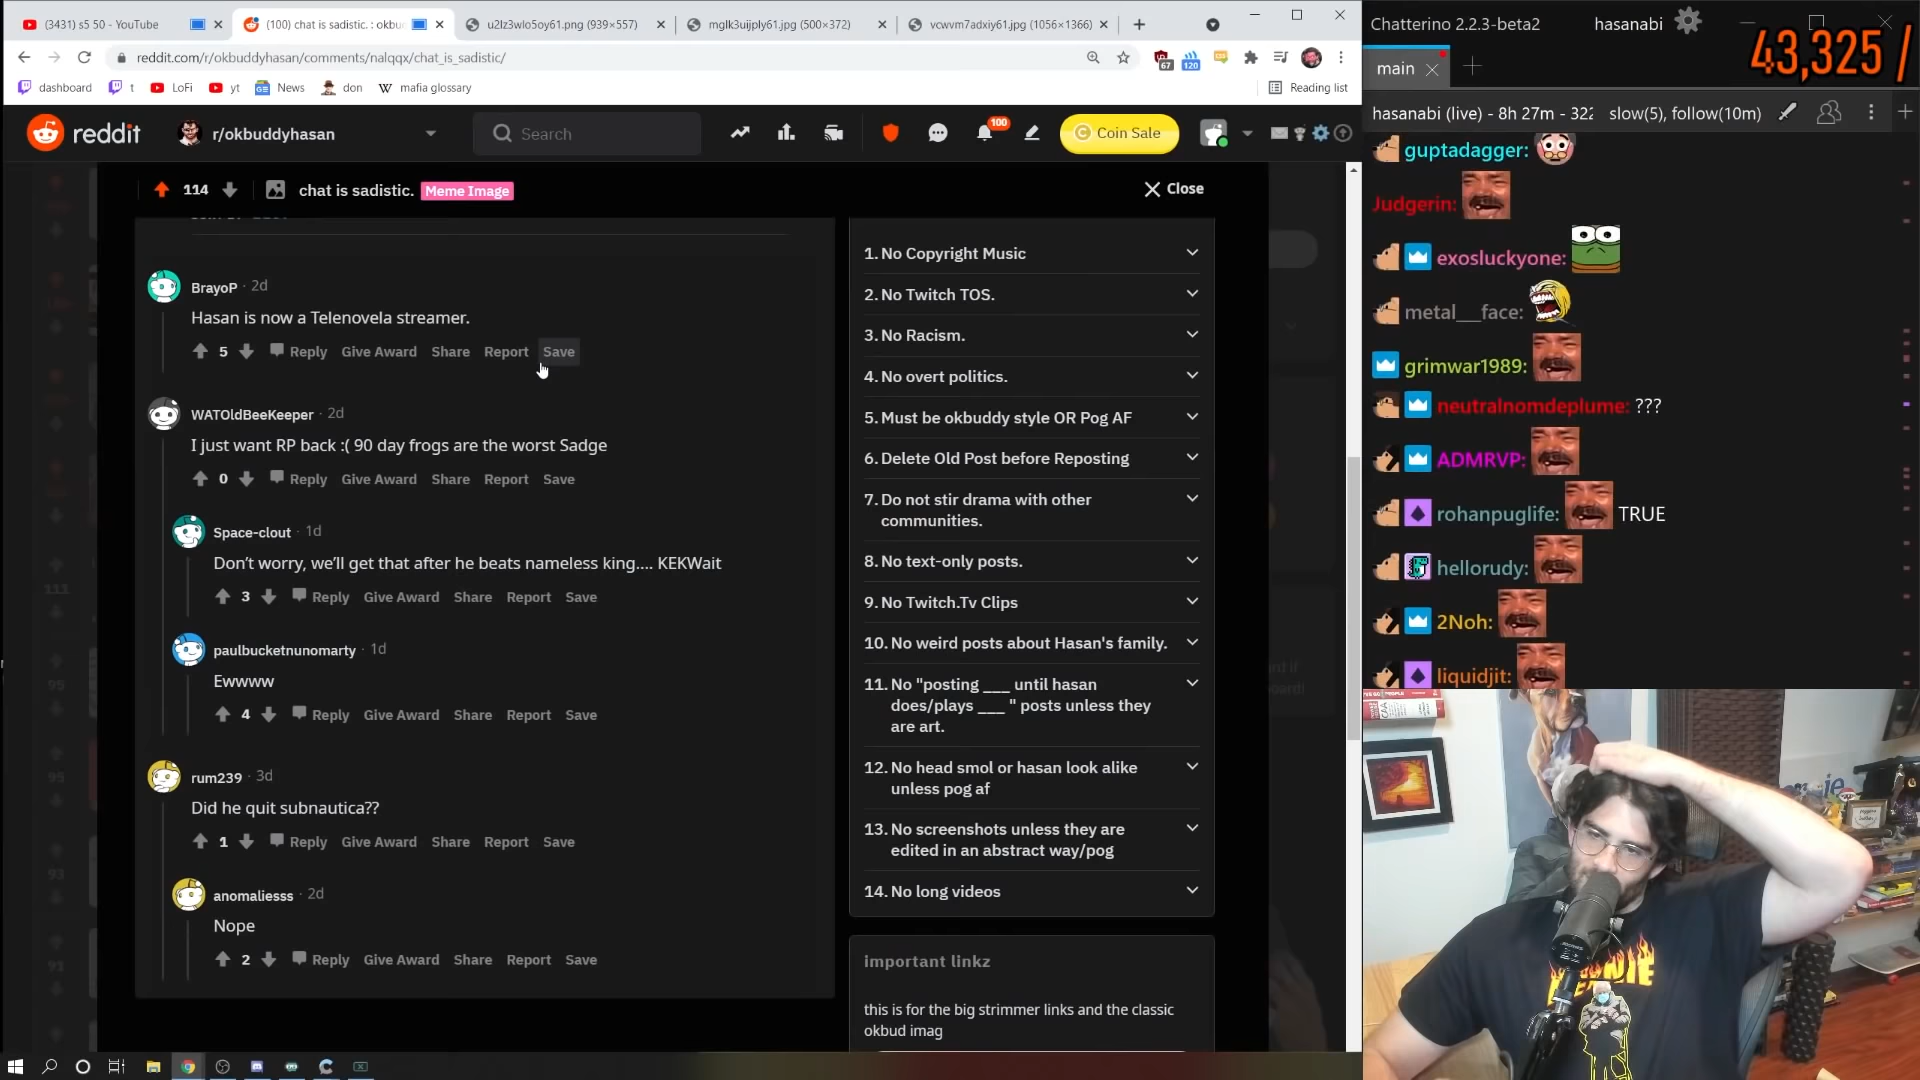 (3431) s5 50 - YouTube
(100) chat is sadistic. : okbu
u2lz3wlo5oy61.png (939×557)
mglk3uijply61.jpg (500×372)
vcwvm7adxiy61.jpg (1056×1366)
reddit.com/r/okbuddyhasan/comments/nalqqx/chat_is_sadistic/
67
120
dashboard
t
LoFi
yt
News
don
mafia glossary
Reading list
reddit
r/okbuddyhasan
Search
100
Coin Sale
114
chat is sadistic.
Meme Image
Close
BrayoP · 2d
Hasan is now a Telenovela streamer.
5 Reply Give Award Share Report Save
WATOldBeeKeeper · 2d
I just want RP back :( 90 day frogs are the worst Sadge
0 Reply Give Award Share Report Save
Space-clout · 1d
Don't worry, we'll get that after he beats nameless king.... KEKWait
3 Reply Give Award Share Report Save
paulbucketnunomarty · 1d
Ewwww
4 Reply Give Award Share Report Save
rum239 · 3d
Did he quit subnautica??
1 Reply Give Award Share Report Save
anomaliesss · 2d
Nope
2 Reply Give Award Share Report Save
1. No Copyright Music
2. No Twitch TOS.
3. No Racism.
4. No overt politics.
5. Must be okbuddy style OR Pog AF
6. Delete Old Post before Reposting
7. Do not stir drama with other
communities.
8. No text-only posts.
9. No Twitch.Tv Clips
10. No weird posts about Hasan's family.
11. No "posting ___ until hasan
does/plays ___ " posts unless they
are art.
12. No head smol or hasan look alike
unless pog af
13. No screenshots unless they are
edited in an abstract way/pog
14. No long videos
important linkz
this is for the big strimmer links and the classic
okbud imag
Chatterino 2.2.3-beta2
hasanabi
43,325 /
main
hasanabi (live) - 8h 27m - 322
slow(5), follow(10m)
guptadagger:
Judgerin:
exosluckyone:
metal___face:
grimwar1989:
neutralnomdeplume: ???
ADMRVP:
rohanpuglife: TRUE
hellorudy:
2Noh:
liquidjit: